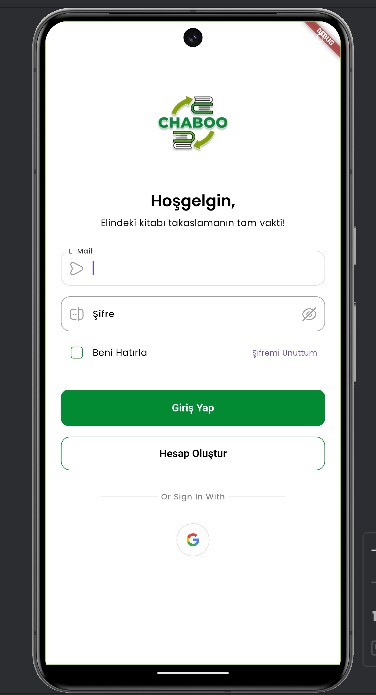 DEBUG
CHABOO
Hoşgelgin,
Elindeki kitabı takaslamanın tam vakti!
E-Mail
Şifre
Beni Hatırla
Şifremi Unuttum
Giriş Yap
Hesap Oluştur
Or Sign In With